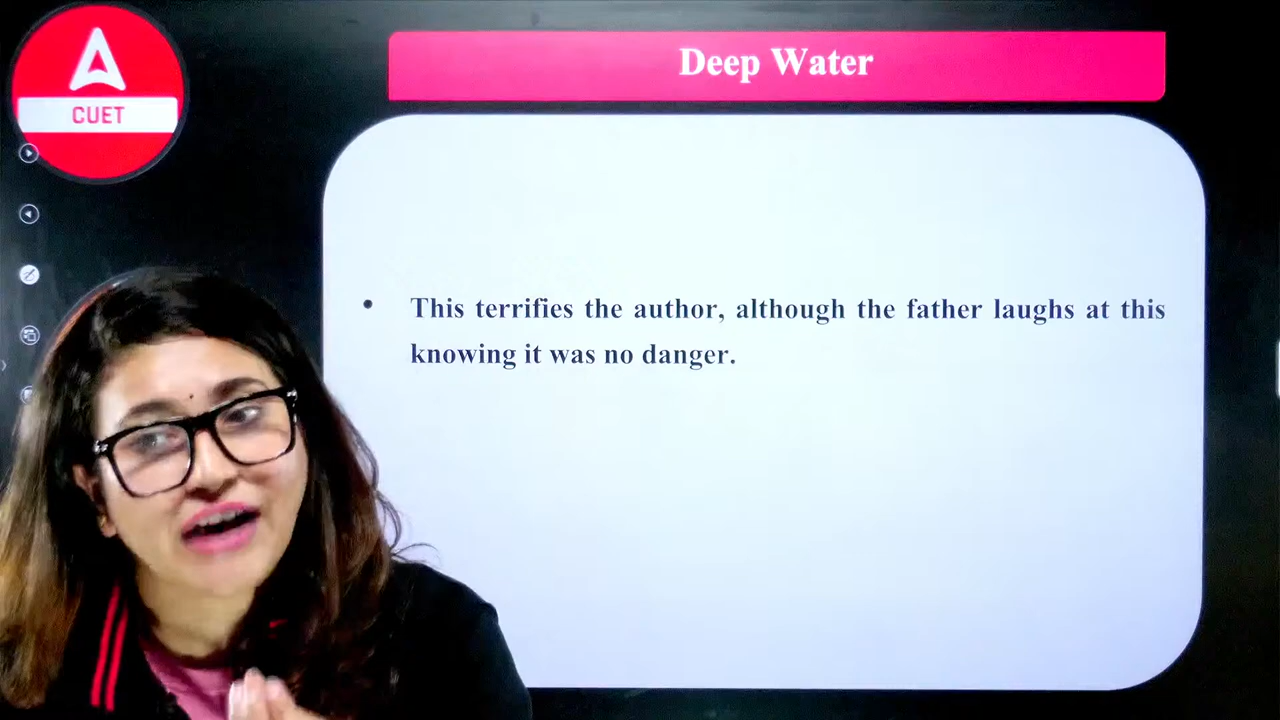 CUET
Deep Water
• This terrifies the author, although the father laughs at this
knowing it was no danger.